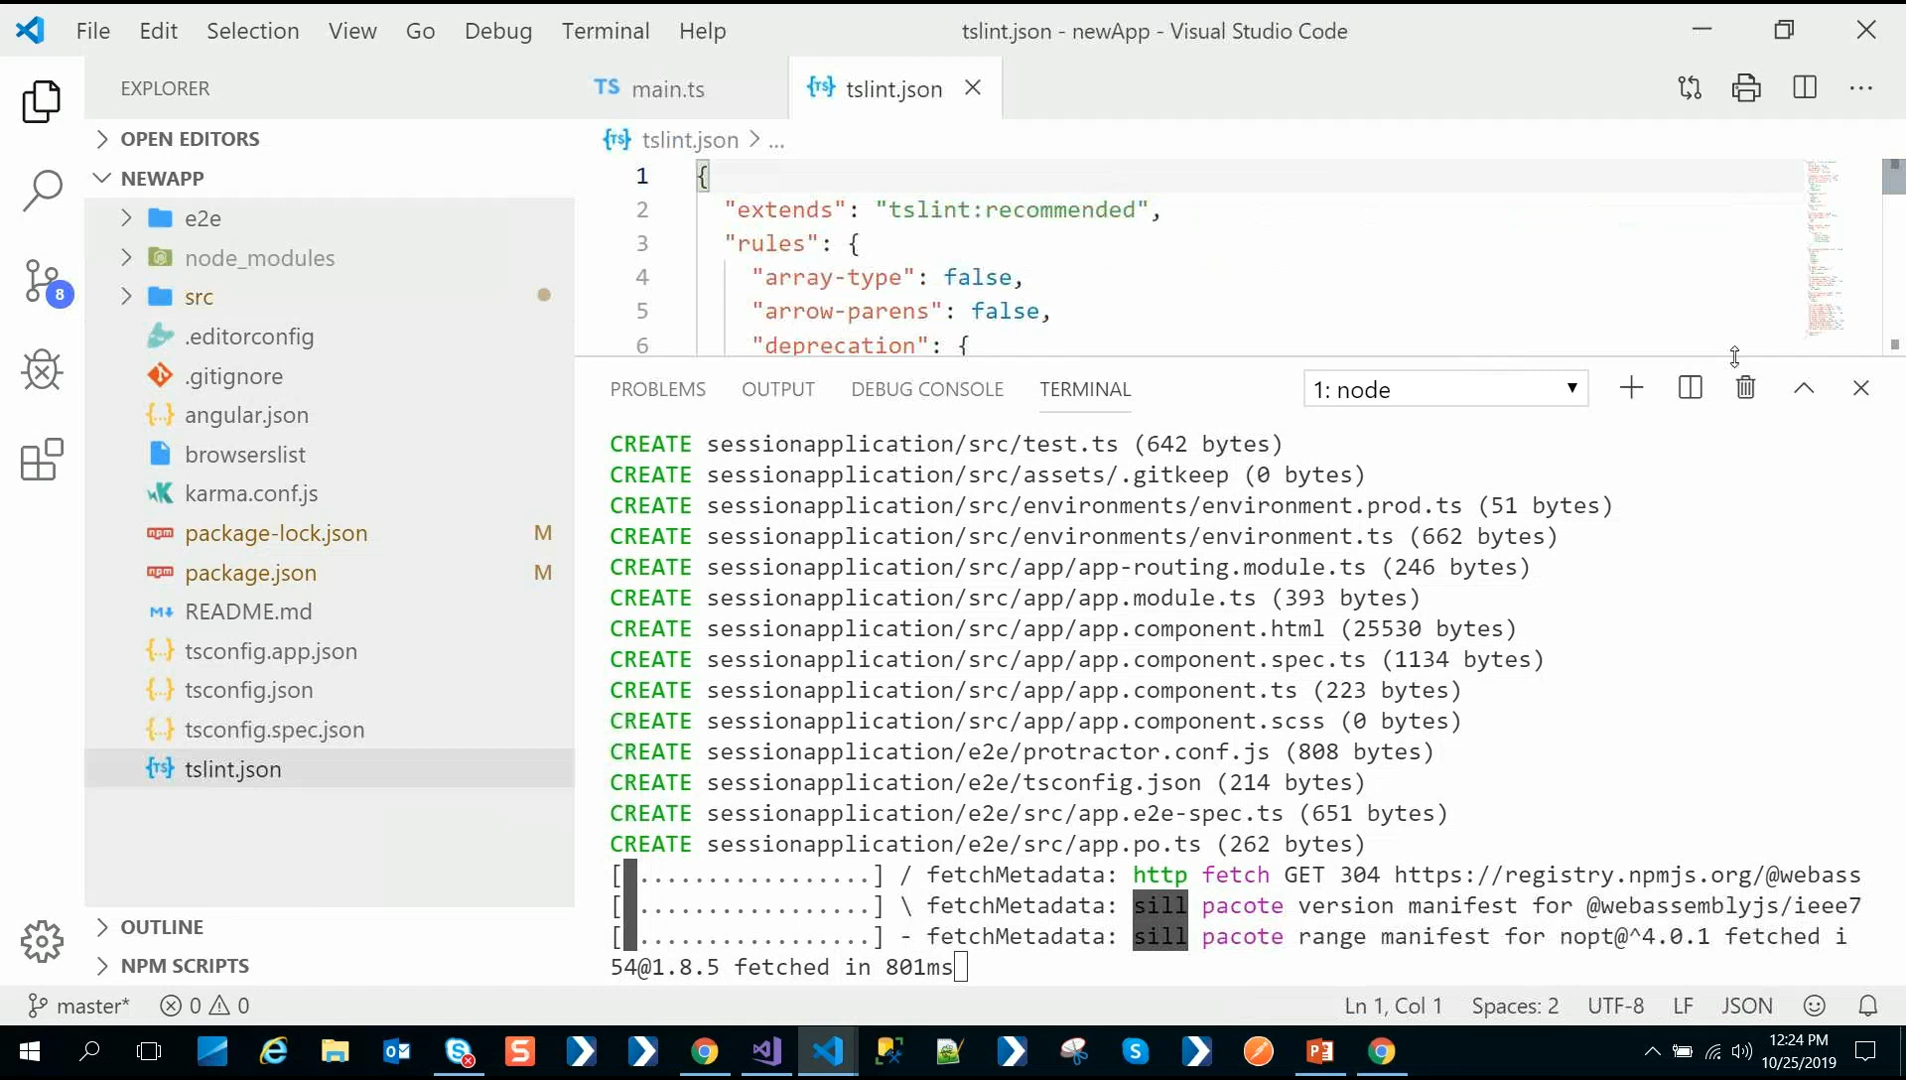 File Edit Selection View Go Debug Terminal Help
tslint.json - newApp - Visual Studio Code
EXPLORER
OPEN EDITORS
NEWAPP
e2e
node_modules
src
.editorconfig
.gitignore
angular.json
browserslist
karma.conf.js
package-lock.json M
package.json M
README.md
tsconfig.app.json
tsconfig.json
tsconfig.spec.json
tslint.json
OUTLINE
NPM SCRIPTS
8
TS main.ts
tslint.json
tslint.json > ...
1 {
2 "extends": "tslint:recommended",
3 "rules": {
4 "array-type": false,
5 "arrow-parens": false,
6 "deprecation": {
PROBLEMS OUTPUT DEBUG CONSOLE TERMINAL
1: node
CREATE sessionapplication/src/test.ts (642 bytes)
CREATE sessionapplication/src/assets/.gitkeep (0 bytes)
CREATE sessionapplication/src/environments/environment.prod.ts (51 bytes)
CREATE sessionapplication/src/environments/environment.ts (662 bytes)
CREATE sessionapplication/src/app/app-routing.module.ts (246 bytes)
CREATE sessionapplication/src/app/app.module.ts (393 bytes)
CREATE sessionapplication/src/app/app.component.html (25530 bytes)
CREATE sessionapplication/src/app/app.component.spec.ts (1134 bytes)
CREATE sessionapplication/src/app/app.component.ts (223 bytes)
CREATE sessionapplication/src/app/app.component.scss (0 bytes)
CREATE sessionapplication/e2e/protractor.conf.js (808 bytes)
CREATE sessionapplication/e2e/tsconfig.json (214 bytes)
CREATE sessionapplication/e2e/src/app.e2e-spec.ts (651 bytes)
CREATE sessionapplication/e2e/src/app.po.ts (262 bytes)
[ .................] / fetchMetadata: http fetch GET 304 https://registry.npmjs.org/@webass
[ .................] \ fetchMetadata: sill pacote version manifest for @webassemblyjs/ieee7
[ .................] - fetchMetadata: sill pacote range manifest for nopt@^4.0.1 fetched i
54@1.8.5 fetched in 801ms
master* 0 0
Ln 1, Col 1 Spaces: 2 UTF-8 LF JSON
12:24 PM
10/25/2019